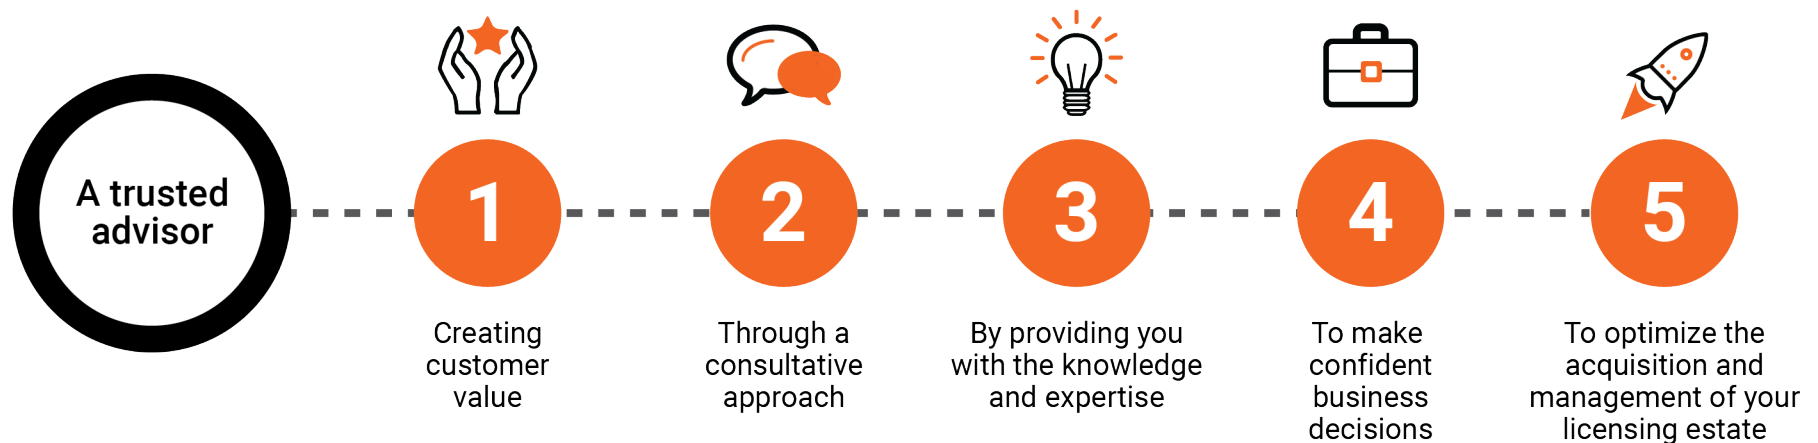 A trusted
advisor
1
Creating
customer
value
2
Through a
consultative
approach
3
By providing you
with the knowledge
and expertise
4
To make
confident
business
decisions
5
To optimize the
acquisition and
management of your
licensing estate